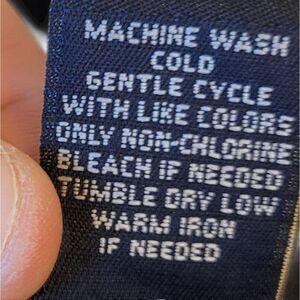 MACHINE WASH
COLD
GENTLE CYCLE
WITH LIKE COLORS
ONLY NON-CHLORINE
BLEACH IF NEEDED
TUMBLE DRY LOW
WARM IRON
IF NEEDED